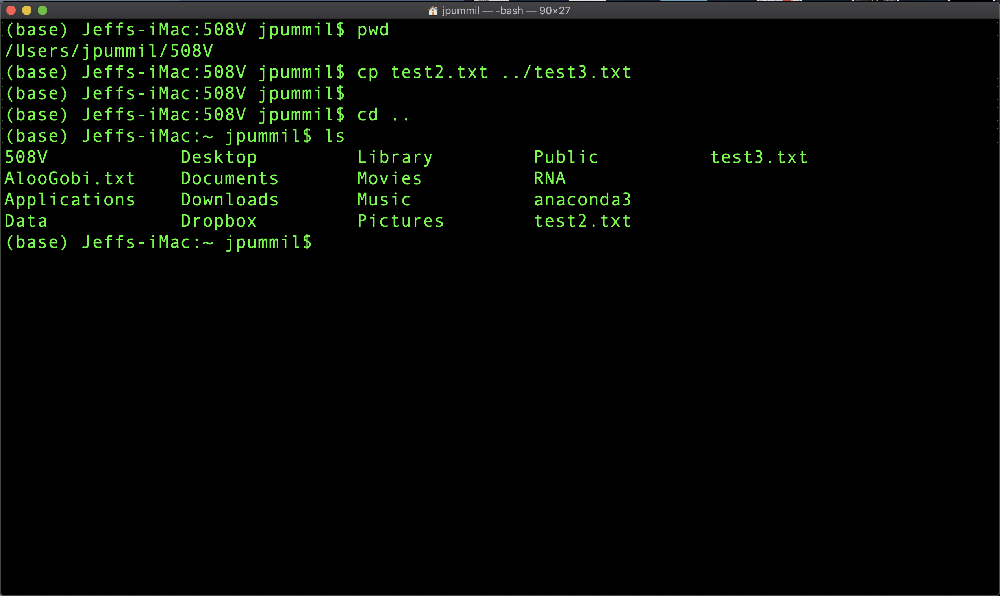 jpummil — -bash — 90×27
(base) Jeffs-iMac:508V jpummil$ pwd
/Users/jpummil/508V
(base) Jeffs-iMac:508V jpummil$ cp test2.txt ../test3.txt
(base) Jeffs-iMac:508V jpummil$
(base) Jeffs-iMac:508V jpummil$ cd ..
(base) Jeffs-iMac:~ jpummil$ ls
508V Desktop Library Public test3.txt
AlooGobi.txt Documents Movies RNA
Applications Downloads Music anaconda3
Data Dropbox Pictures test2.txt
(base) Jeffs-iMac:~ jpummil$